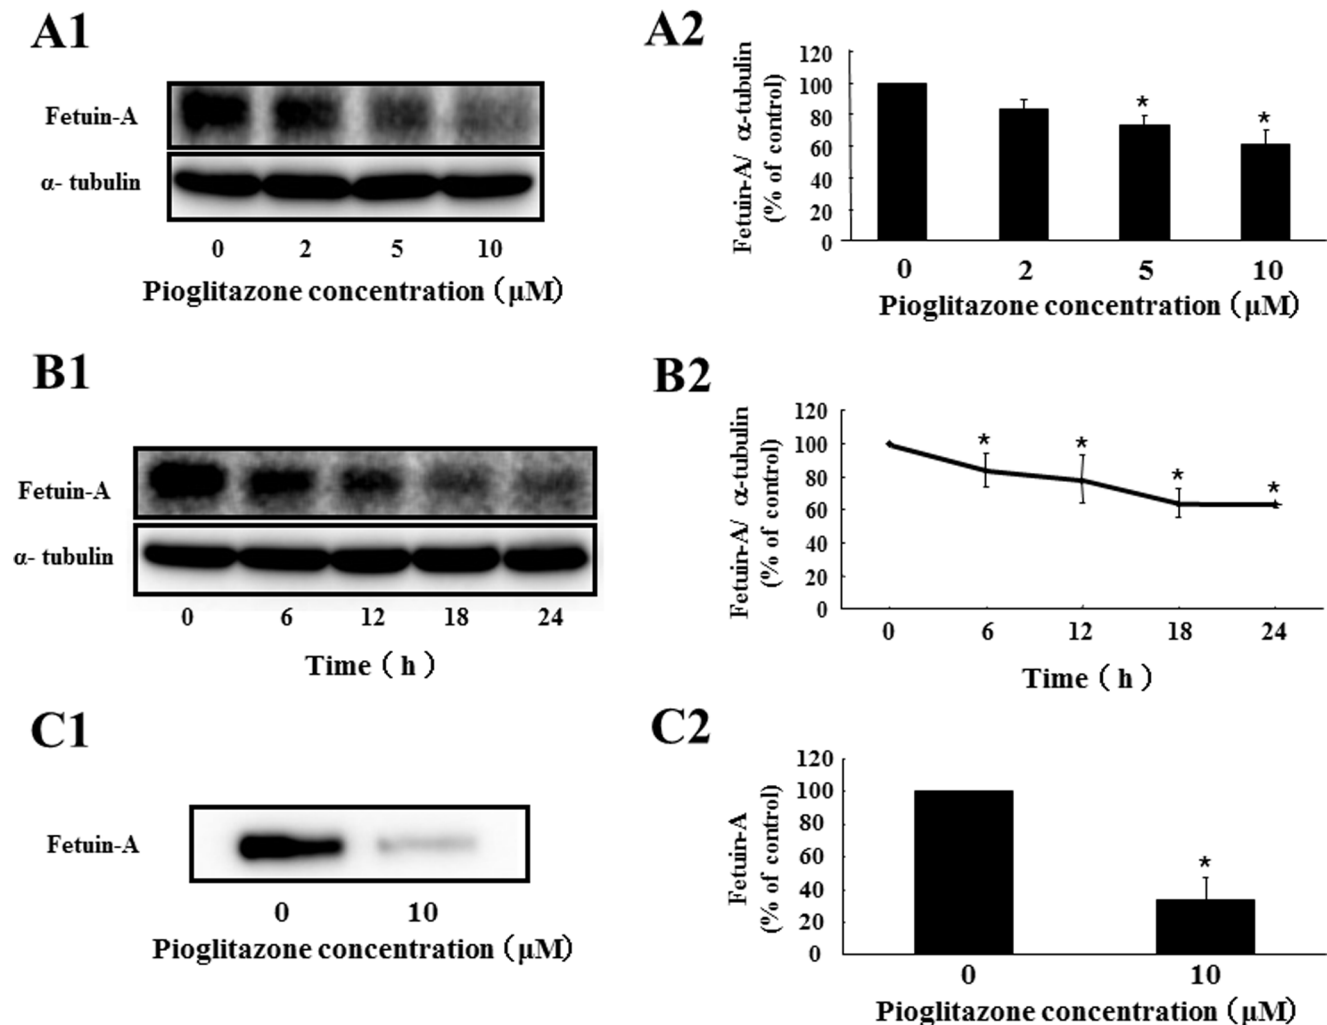 A1
Fetuin-A
α- tubulin
0 2 5 10
Pioglitazone concentration (μM)
A2
Fetuin-A/ α-tubulin
(% of control)
120
100
80
60
40
20
0
* *
0 2 5 10
Pioglitazone concentration (μM)
B1
Fetuin-A
α- tubulin
0 6 12 18 24
Time ( h )
B2
Fetuin-A/ α-tubulin
(% of control)
120
100
80
60
40
20
0
* * * *
0 6 12 18 24
Time ( h )
C1
Fetuin-A
0 10
Pioglitazone concentration (μM)
C2
Fetuin-A
(% of control)
120
100
80
60
40
20
0
*
0 10
Pioglitazone concentration (μM)